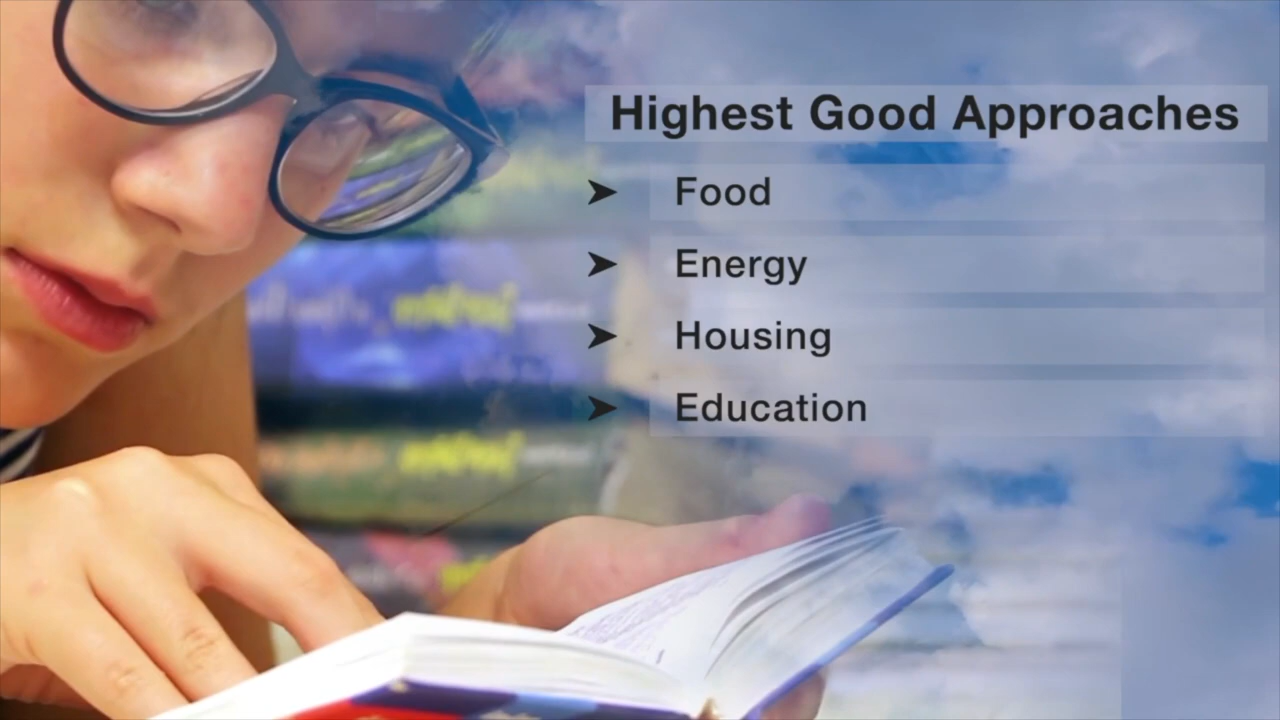 Highest Good Approaches
Food
Energy
Housing
Education